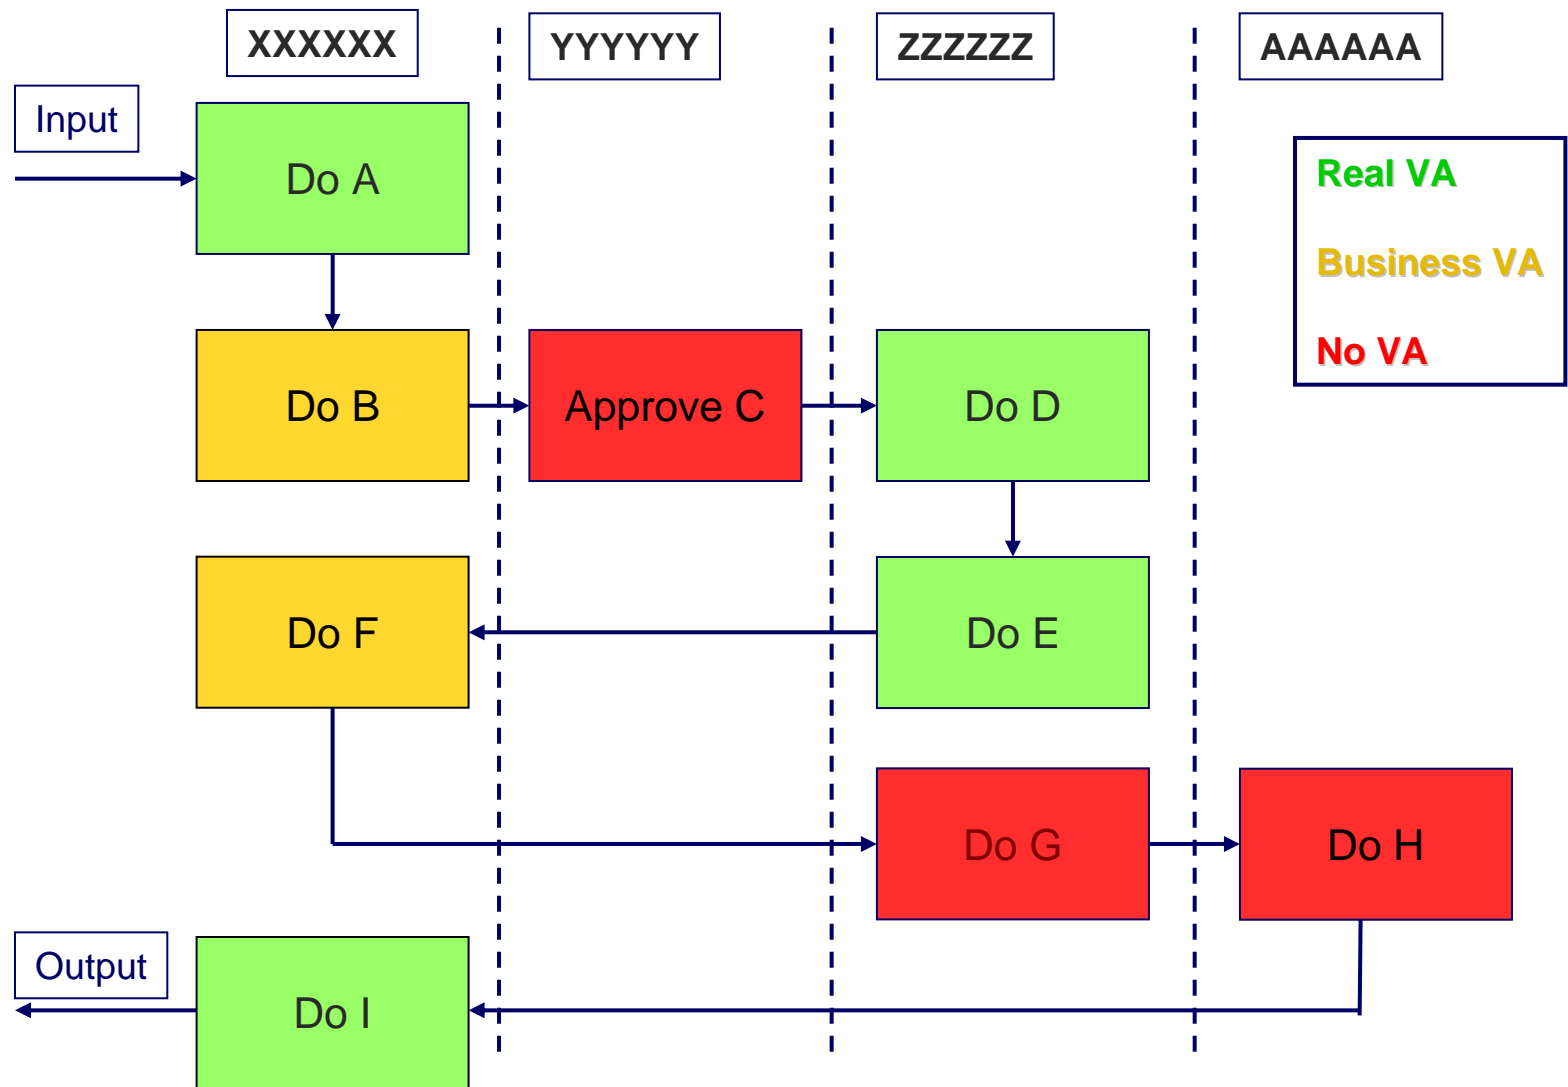 XXXXXX
YYYYYY
ZZZZZZ
AAAAAA
Input
Do A
Real VA
Business VA
No VA
Do B
Approve C
Do D
Do F
Do E
Do G
Do H
Output
Do I